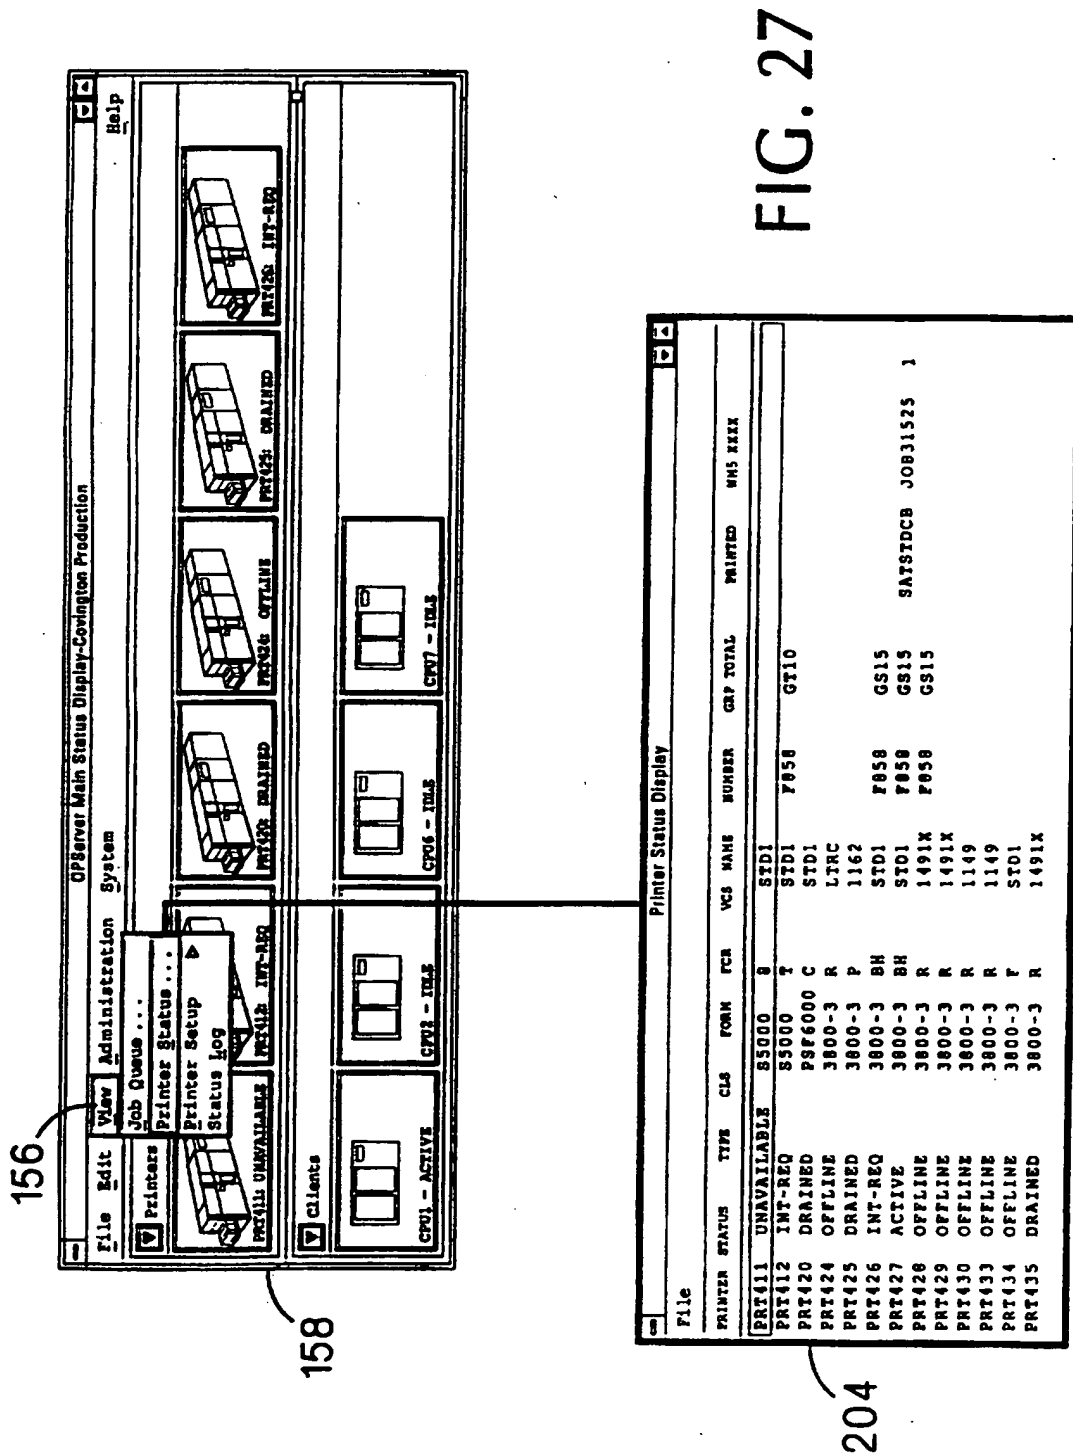 156
OPServer Main Status Display-Covington Production
File Edit View Administration System Help
Job Queue...
Printer Status...
Printer Setup
Status Log
Printers
PRT411: UNAVAILABLE
PRT412: INT-REQ
PRT420: DRAINED
PRT424: OFFLINE
PRT425: DRAINED
PRT426: INT-REQ
Clients
CPU1 - ACTIVE
CPU2 - IDLE
CPU6 - IDLE
CPU7 - IDLE
158
Printer Status Display
File
PRINTER STATUS TYPE CLS FORM FCR VCS NAME NUMBER GRP TOTAL PRINTED WMS XXXX
PRT411 UNAVAILABLE S5000 STD1
PRT412 INT-REQ S5000 T STD1 F058 GT10
PRT420 DRAINED PSF6000 C STD1
PRT424 OFFLINE 3800-3 R LTRC
PRT425 DRAINED 3800-3 P 1162
PRT426 INT-REQ 3800-3 BH STD1 F058 GS15
PRT427 ACTIVE 3800-3 BH STD1 F058 GS15 SATSTDCB JOB31525 1
PRT428 OFFLINE 3800-3 R 1491X F058 GS15
PRT429 OFFLINE 3800-3 R 1491X
PRT430 OFFLINE 3800-3 R 1149
PRT433 OFFLINE 3800-3 R 1149
PRT434 OFFLINE 3800-3 F STD1
PRT435 DRAINED 3800-3 R 1491X
204
FIG. 27